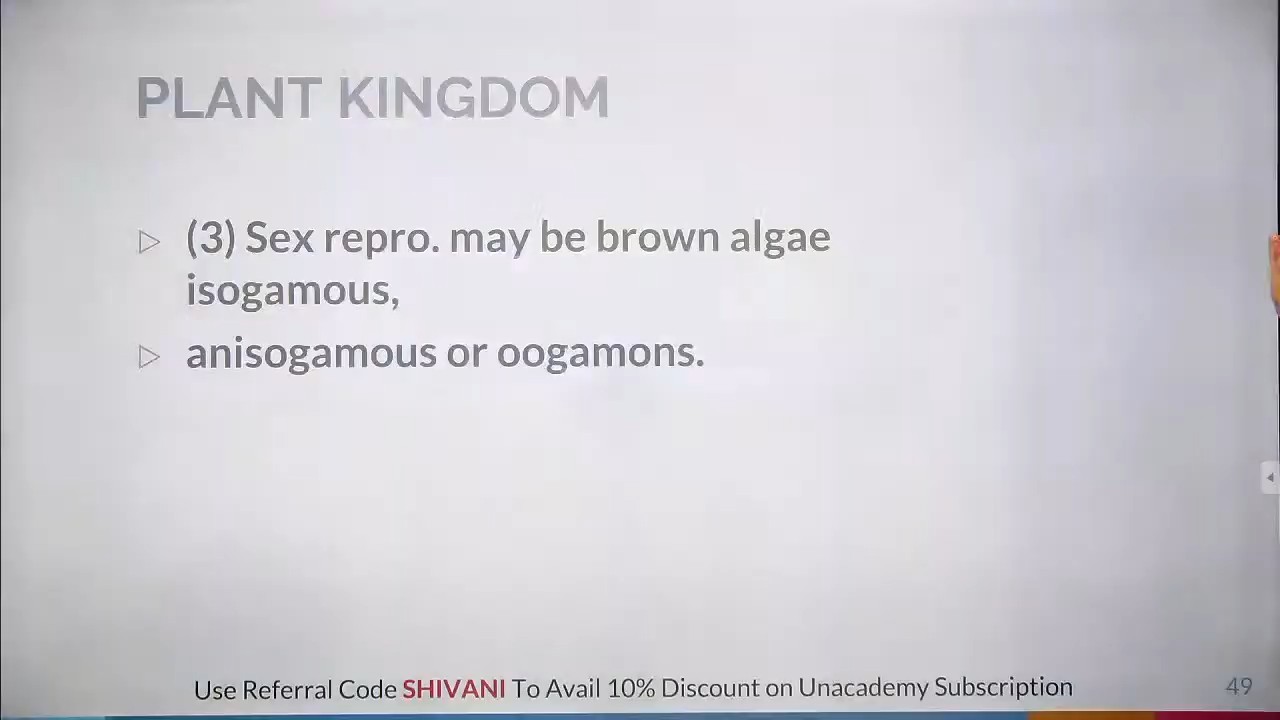 PLANT KINGDOM
(3) Sex repro. may be brown algae
isogamous,
anisogamous or oogamons.
Use Referral Code SHIVANI To Avail 10% Discount on Unacademy Subscription
49